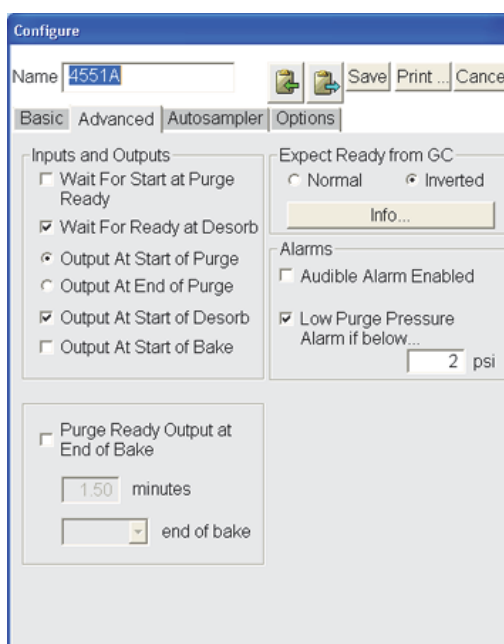 Configure
Name 4551A
Save Print ... Cance
Basic Advanced Autosampler Options
Inputs and Outputs
Wait For Start at Purge
Ready
Wait For Ready at Desorb
Output At Start of Purge
Output At End of Purge
Output At Start of Desorb
Output At Start of Bake
Expect Ready from GC
Normal Inverted
Info...
Alarms
Audible Alarm Enabled
Low Purge Pressure
Alarm if below...
2 psi
Purge Ready Output at
End of Bake
1.50 minutes
end of bake